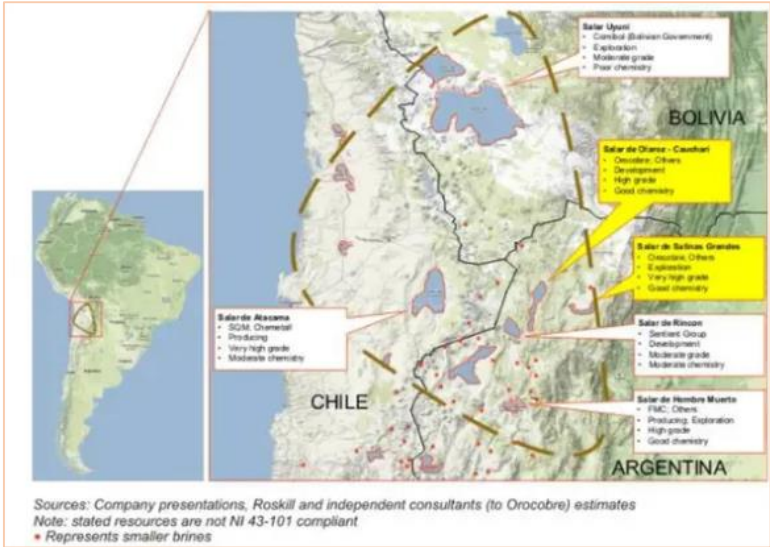 Salar Uyuni
• Comibol (Bolivian Government)
• Exploration
• Moderate grade
• Poor chemistry
BOLIVIA
Salar de Olaroz - Cauchari
• Orocobre; Others
• Development
• High grade
• Good chemistry
Salar de Salinas Grandes
• Orocobre, Others
• Exploration
• Very high grade
• Good chemistry
Salar de Atacama
• SQM; Chemetall
• Producing
• Very high grade
• Moderate chemistry
Salar de Rincon
• Sentient Group
• Development
• Moderate grade
• Moderate chemistry
CHILE
Salar de Hombre Muerto
• FMC; Others
• Producing; Exploration
• High grade
• Good chemistry
ARGENTINA
Sources: Company presentations, Roskill and independent consultants (to Orocobre) estimates
Note: stated resources are not NI 43-101 compliant
• Represents smaller brines